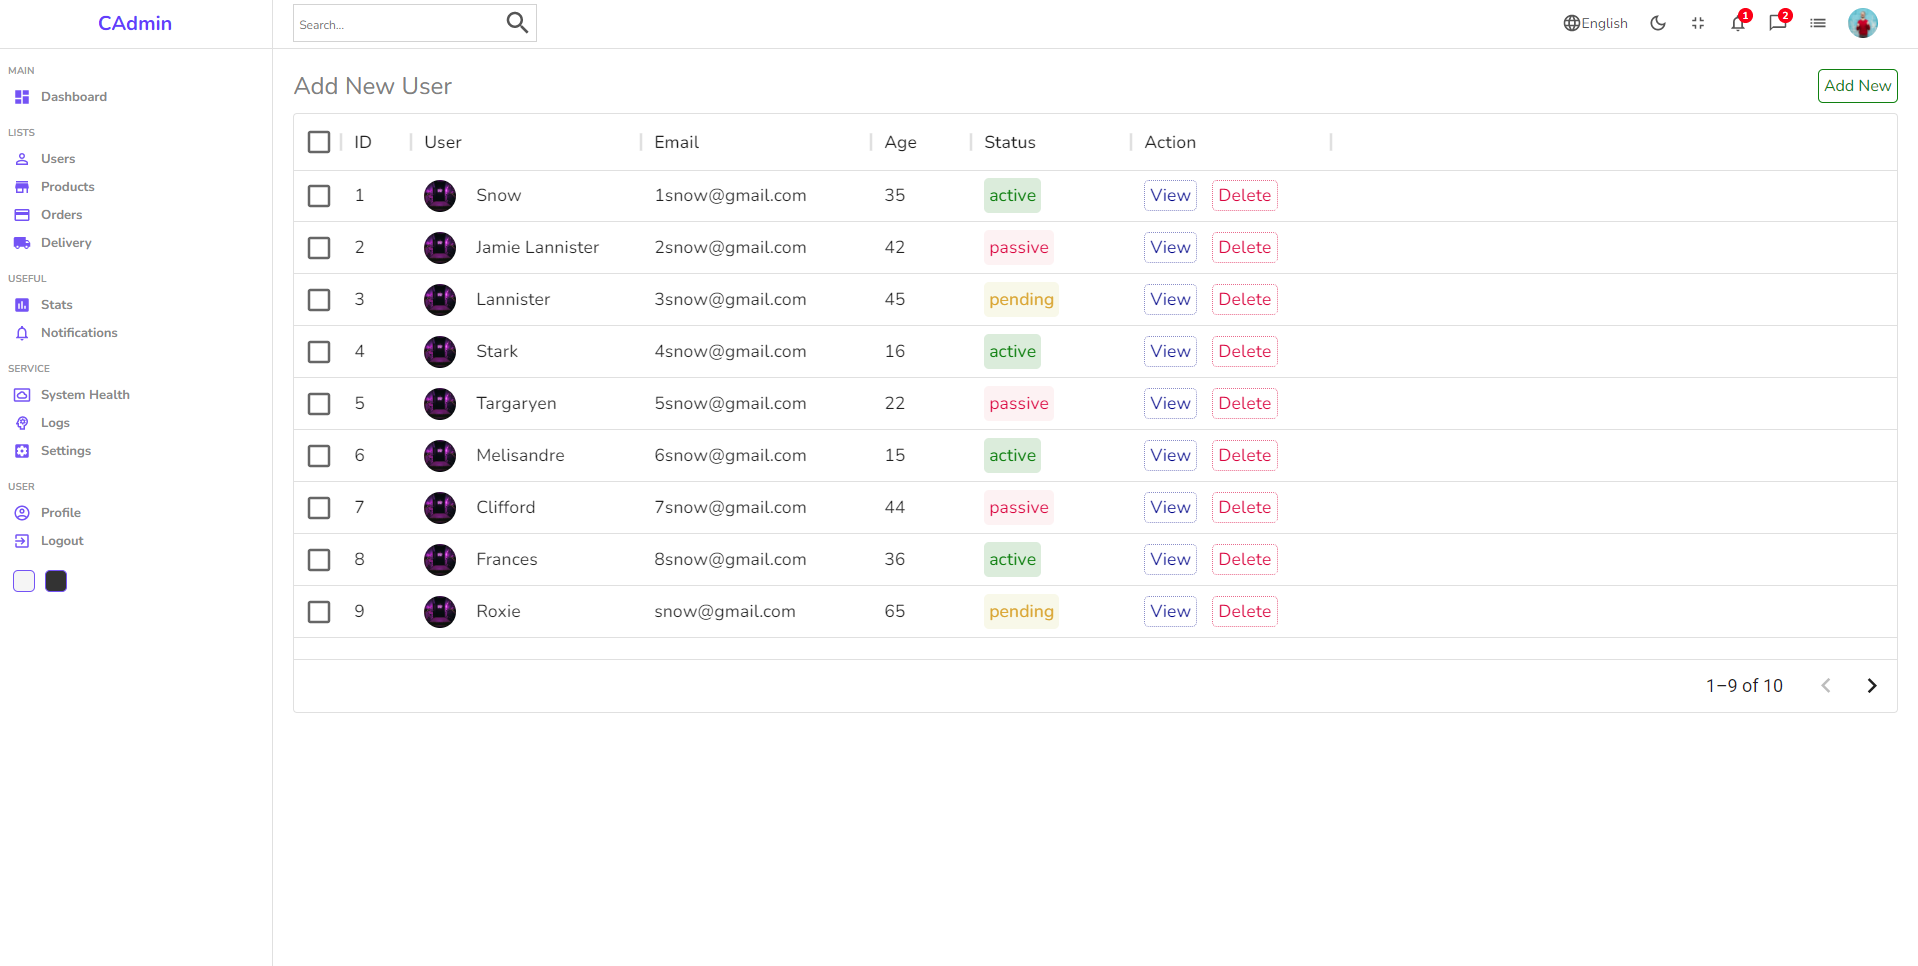 CAdmin
Search...
English
1
2
MAIN
Dashboard
LISTS
Users
Products
Orders
Delivery
USEFUL
Stats
Notifications
SERVICE
System Health
Logs
Settings
USER
Profile
Logout
Add New User
Add New
ID User Email Age Status Action
1 Snow 1snow@gmail.com 35 active View Delete
2 Jamie Lannister 2snow@gmail.com 42 passive View Delete
3 Lannister 3snow@gmail.com 45 pending View Delete
4 Stark 4snow@gmail.com 16 active View Delete
5 Targaryen 5snow@gmail.com 22 passive View Delete
6 Melisandre 6snow@gmail.com 15 active View Delete
7 Clifford 7snow@gmail.com 44 passive View Delete
8 Frances 8snow@gmail.com 36 active View Delete
9 Roxie snow@gmail.com 65 pending View Delete
1–9 of 10